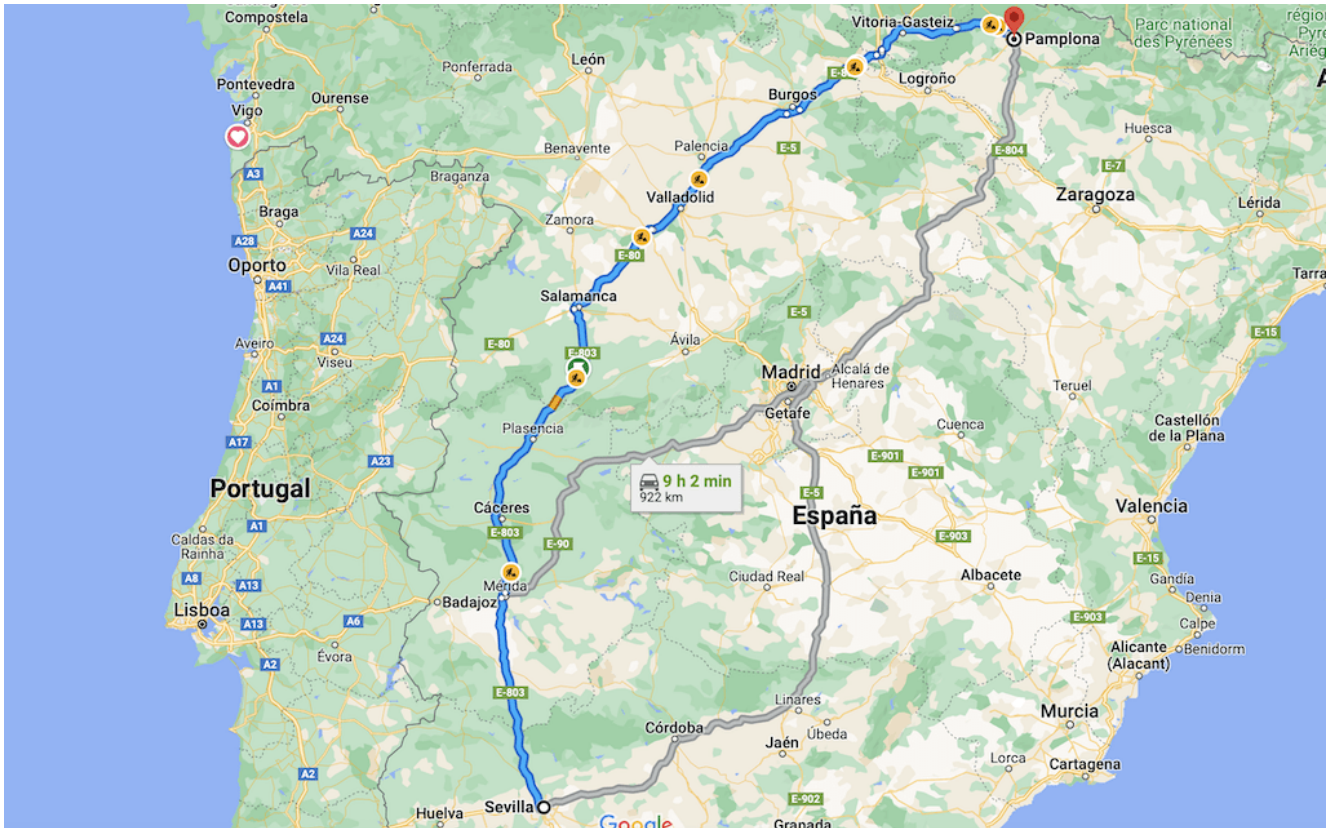 Compostela
Pontevedra
Vigo
Ourense
Ponferrada
León
Vitoria-Gasteiz
Pamplona
Parc national
des Pyrénées
Logroño
Burgos
E-5
Palencia
Benavente
Huesca
E-804
E-7
Zaragoza
Lérida
A3
Braganza
Braga
A28
A24
Vila Real
Oporto
A41
Zamora
Valladolid
E-80
Salamanca
E-80
E-803
Ávila
E-5
Aveiro
A24
Viseu
A1
Coímbra
A17
A23
Plasencia
Madrid
Alcalá de
Henares
Getafe
Cuenca
Teruel
E-15
Castellón
de la Plana
E-901
E-901
9 h 2 min
922 km
E-5
España
E-903
Valencia
E-15
Gandía
Denia
Calpe
Benidorm
Portugal
Cáceres
E-803
E-90
Caldas da
Rainha
A1
A8
A13
Lisboa
A13
A6
A2
Évora
Mérida
Badajoz
Ciudad Real
Albacete
E-903
Alicante
(Alacant)
E-803
Linares
Úbeda
Córdoba
Jaén
Murcia
Lorca
Cartagena
A2
Huelva
Sevilla
E-902
Google
Granada